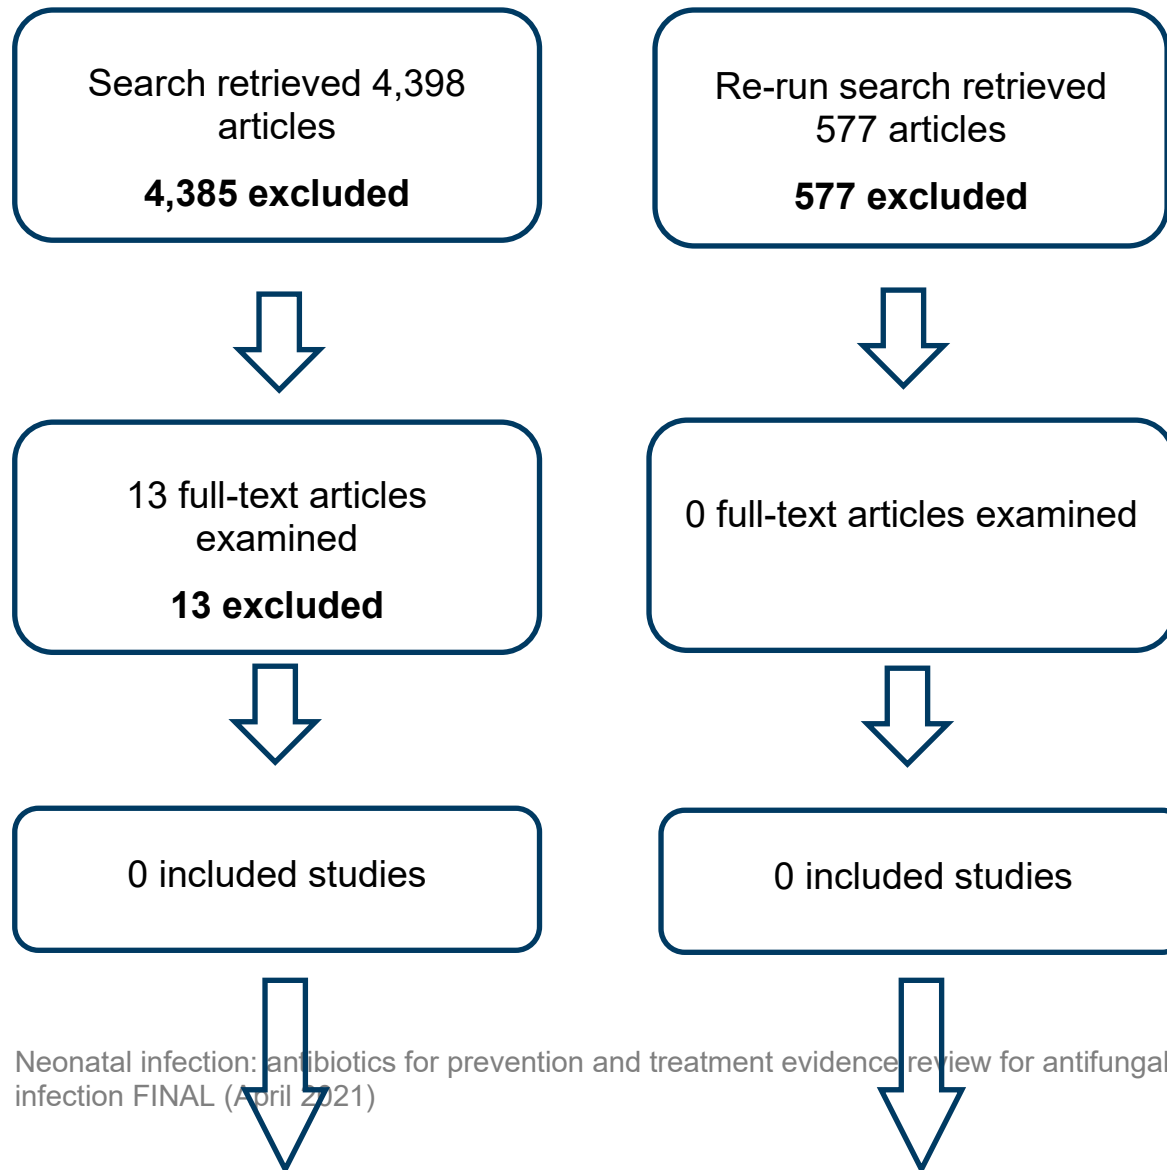 Search retrieved 4,398
articles
4,385 excluded
Re-run search retrieved
577 articles
577 excluded
13 full-text articles
examined
13 excluded
0 full-text articles examined
0 included studies
0 included studies
Neonatal infection: antibiotics for prevention and treatment evidence review for antifungal
infection FINAL (April 2021)